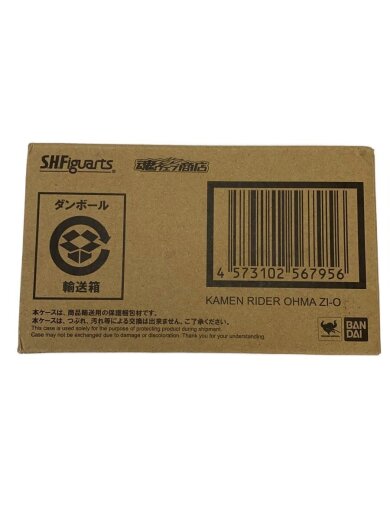 S.H.Figuarts
魂ウェブ商店
ダンボール
輸送箱
4 573102 567956
KAMEN RIDER OHMA ZI-O
本ケースは、商品輸送用の保護梱包材です。
本ケースは、つぶれ、汚れ等による交換は出来ません。ご了承ください。
This case is used solely for the purpose of protecting product during shipment.
Case may not be exchanged due to damage or discoloration. Thank you for your understanding.
BAN
DAI